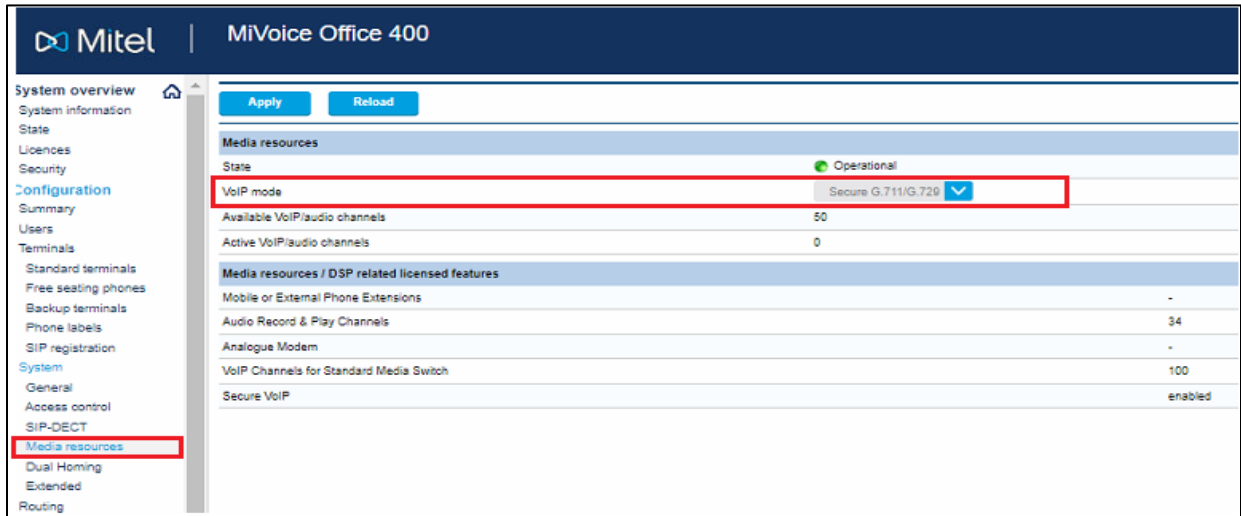 Mitel | MiVoice Office 400
System overview
System information
State
Licences
Security
Configuration
Summary
Users
Terminals
Standard terminals
Free seating phones
Backup terminals
Phone labels
SIP registration
System
General
Access control
SIP-DECT
Media resources
Dual Homing
Extended
Routing
Apply Reload
Media resources
State Operational
VoIP mode Secure G.711/G.729
Available VoIP/audio channels 50
Active VoIP/audio channels 0
Media resources / DSP related licensed features
Mobile or External Phone Extensions -
Audio Record & Play Channels 34
Analogue Modem -
VoIP Channels for Standard Media Switch 100
Secure VoIP enabled